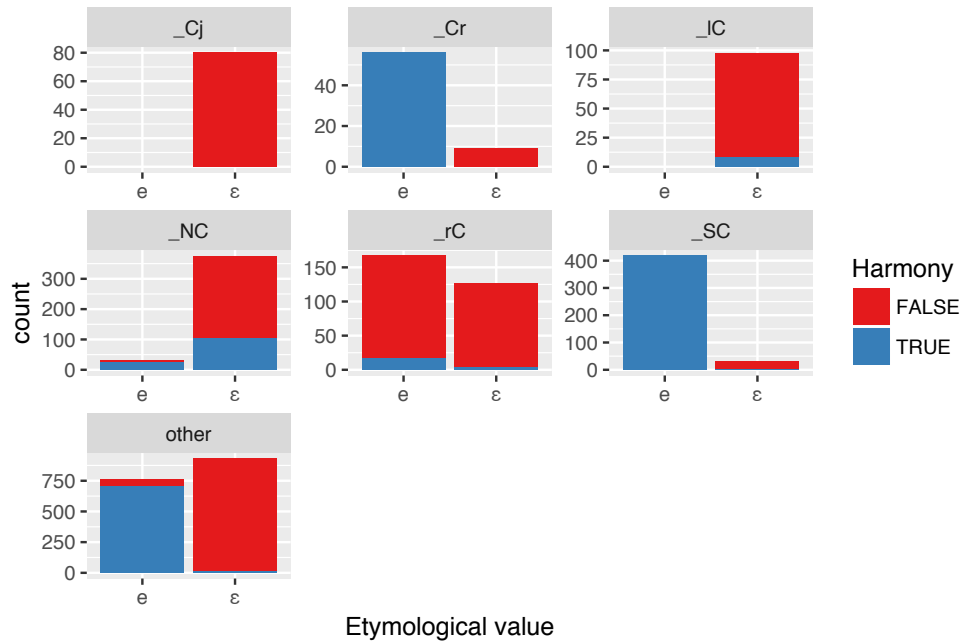 _Cj
_Cr
_lC
80
60
40
20
0
e
ε
40
20
0
e
ε
100
75
50
25
0
e
ε
_NC
_rC
_SC
300
200
100
0
e
ε
150
100
50
0
e
ε
400
300
200
100
0
e
ε
other
750
500
250
0
e
ε
count
Etymological value
Harmony
FALSE
TRUE